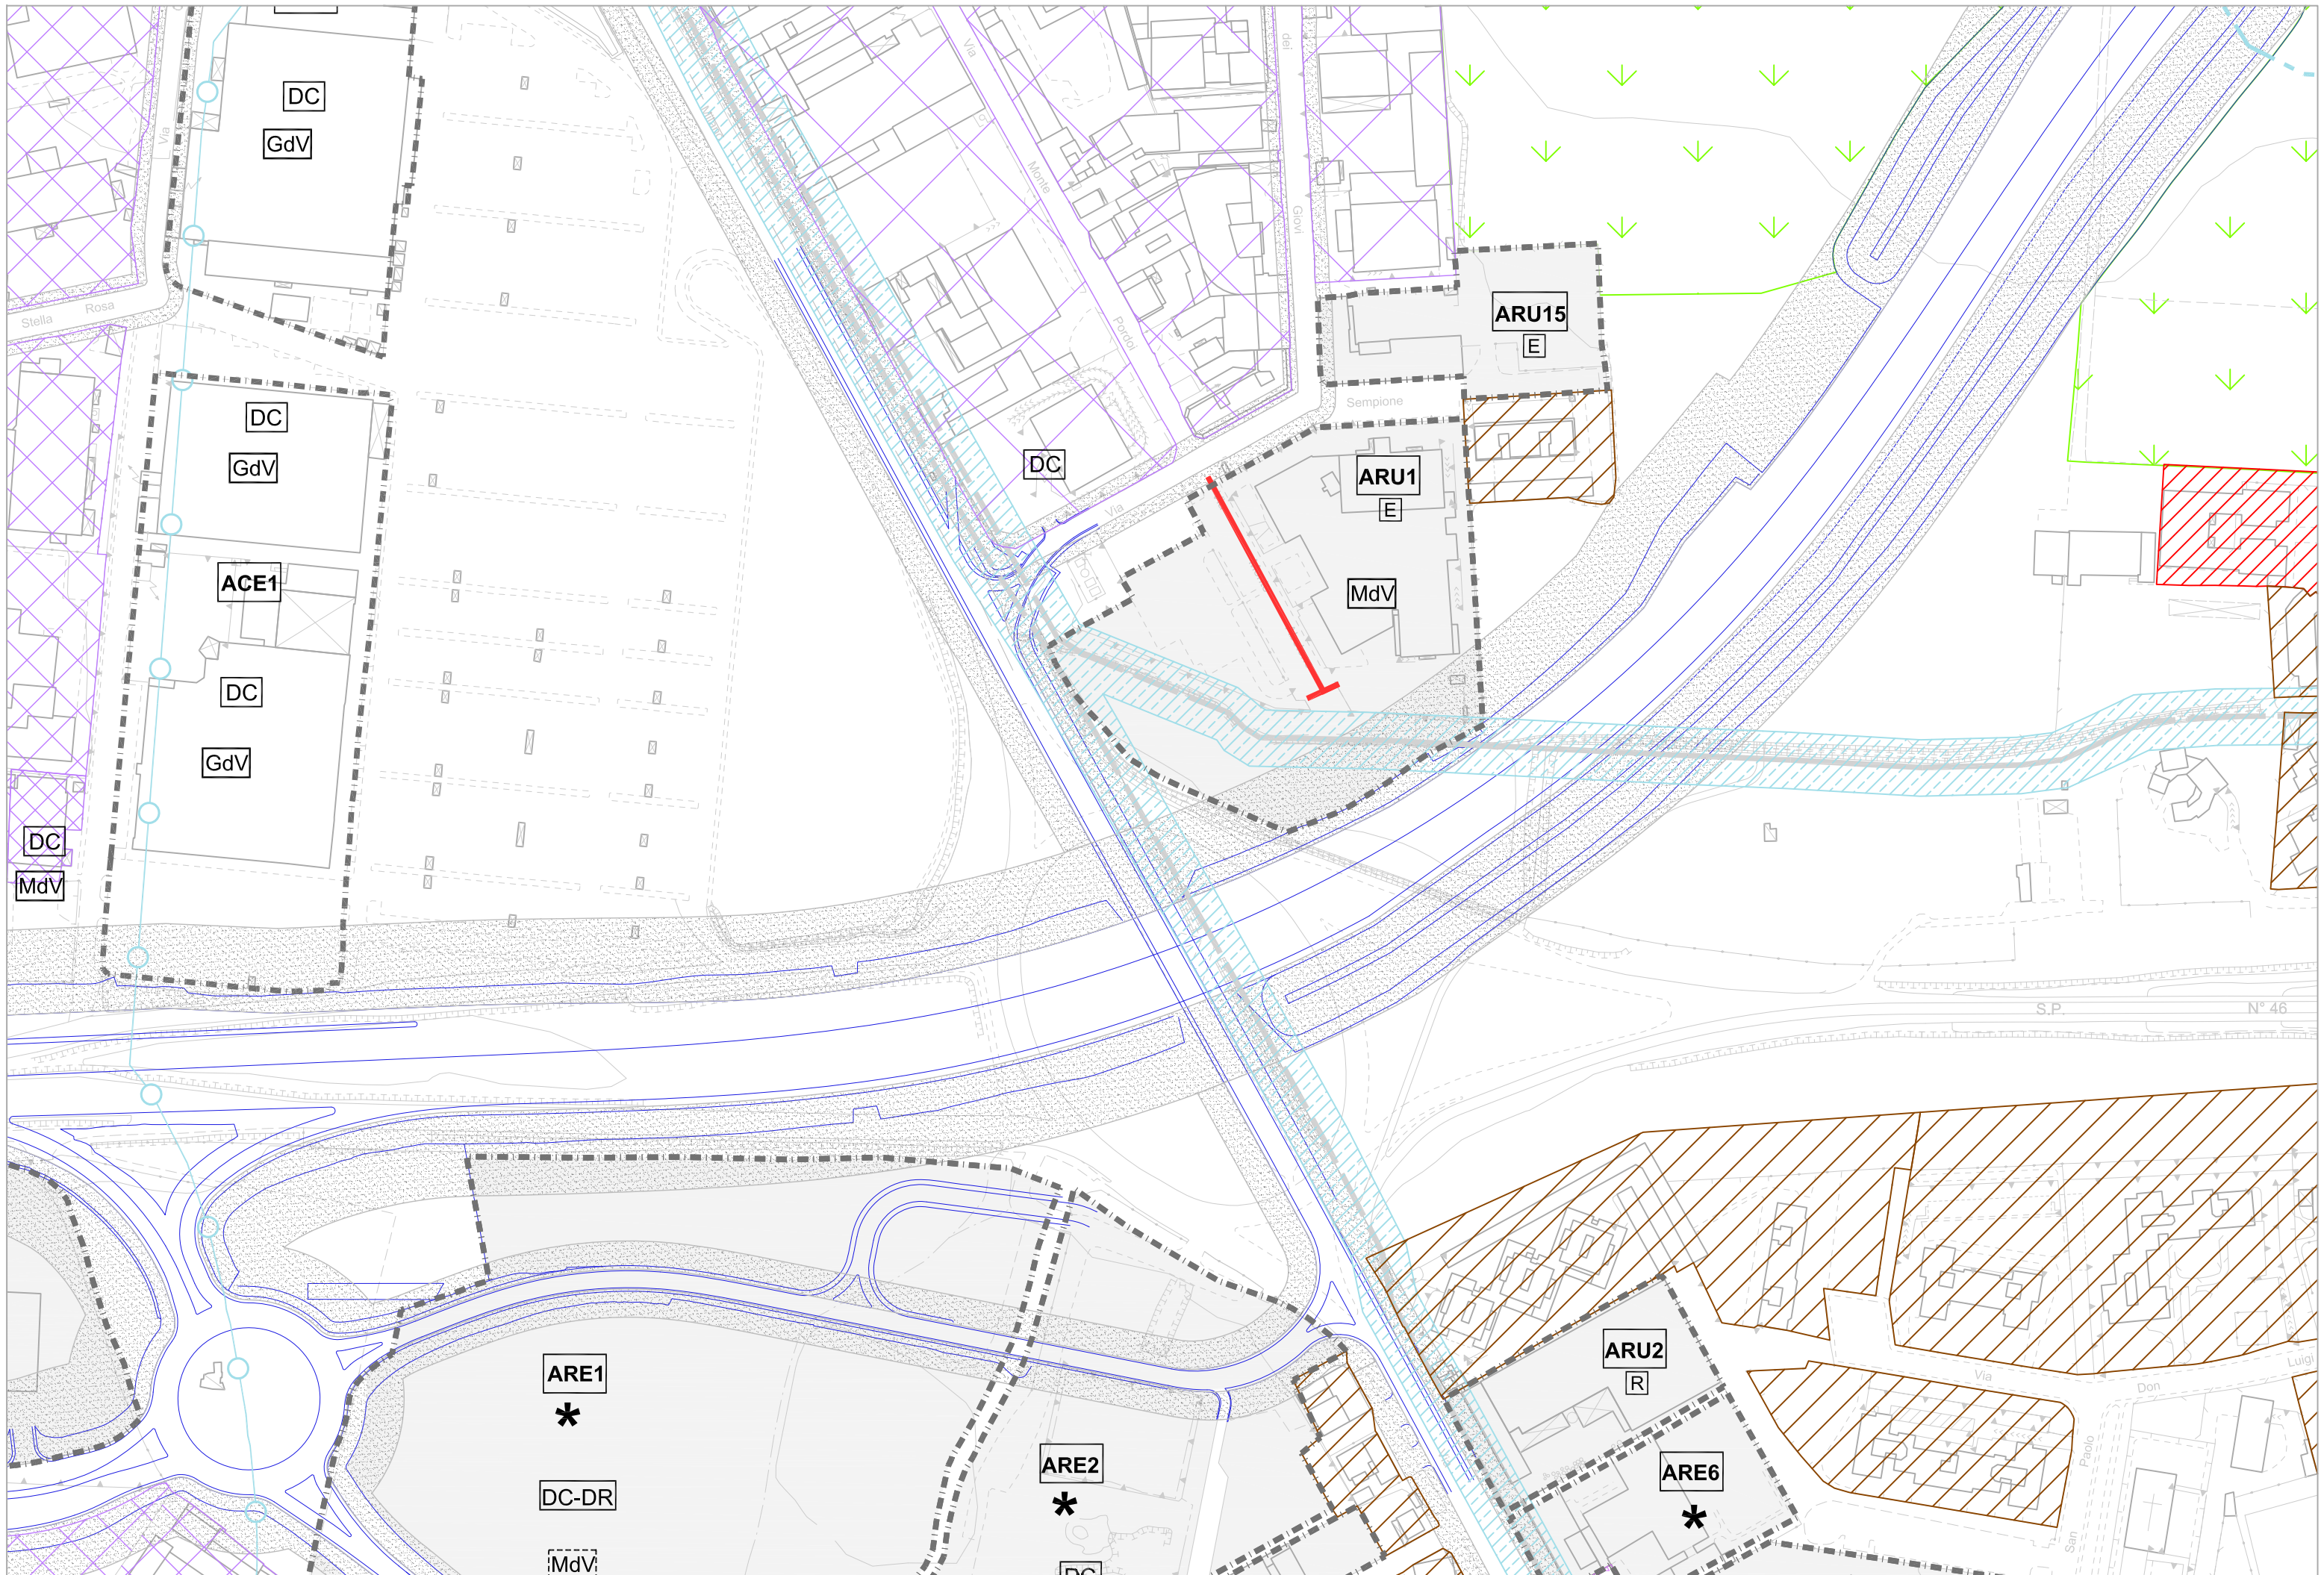 DC
GdV
Via
Stella Rosa
Via
Monte
Pordoi
dei
Giovi
ARU15
E
Sempione
DC
GdV
DC
Via
ARU1
E
MdV
ACE1
DC
GdV
DC
MdV
S.P. N° 46
ARE1
*
DC-DR
MdV
ARE2
*
DC
ARU2
R
ARE6
*
Via Don Luigi
San Paolo